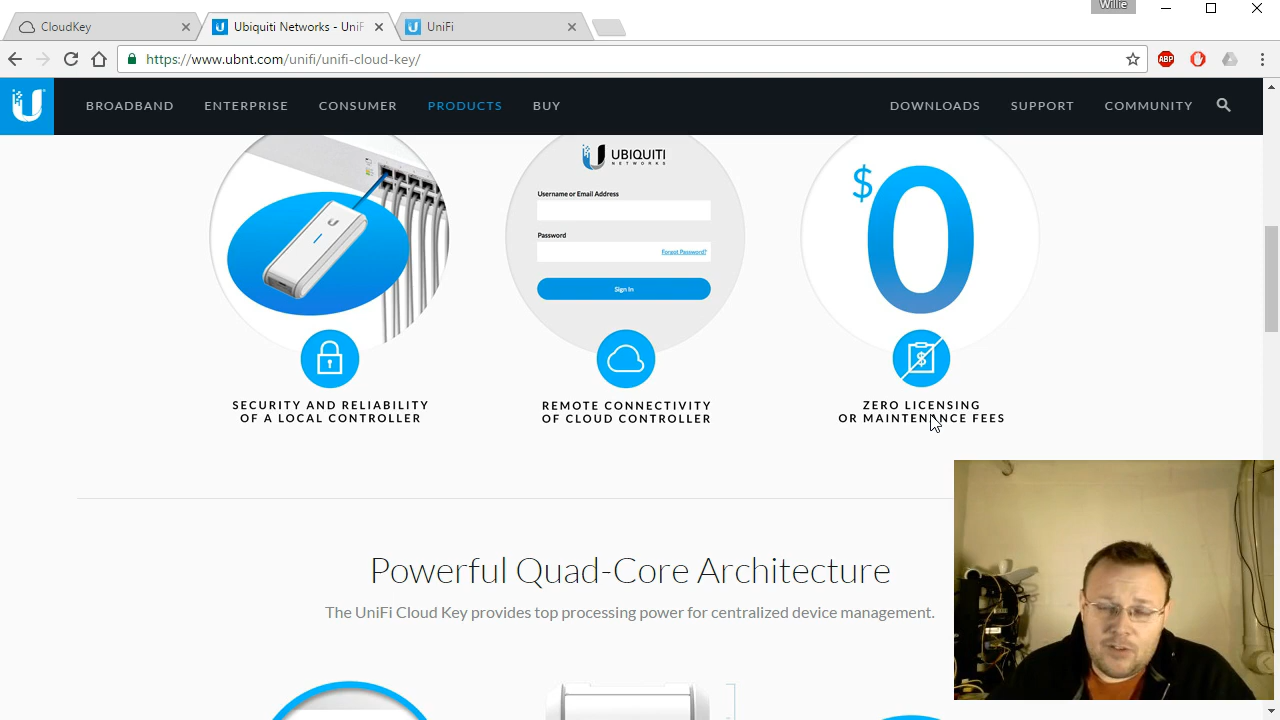 Willie
CloudKey
Ubiquiti Networks - UniF
UniFi
https://www.ubnt.com/unifi/unifi-cloud-key/
ABP
BROADBAND ENTERPRISE CONSUMER PRODUCTS BUY DOWNLOADS SUPPORT COMMUNITY
UBIQUITI
NETWORKS
Username or Email Address
Password
Forgot Password?
Sign In
$0
SECURITY AND RELIABILITY
OF A LOCAL CONTROLLER
REMOTE CONNECTIVITY
OF CLOUD CONTROLLER
$
ZERO LICENSING
OR MAINTENANCE FEES
Powerful Quad-Core Architecture
The UniFi Cloud Key provides top processing power for centralized device management.